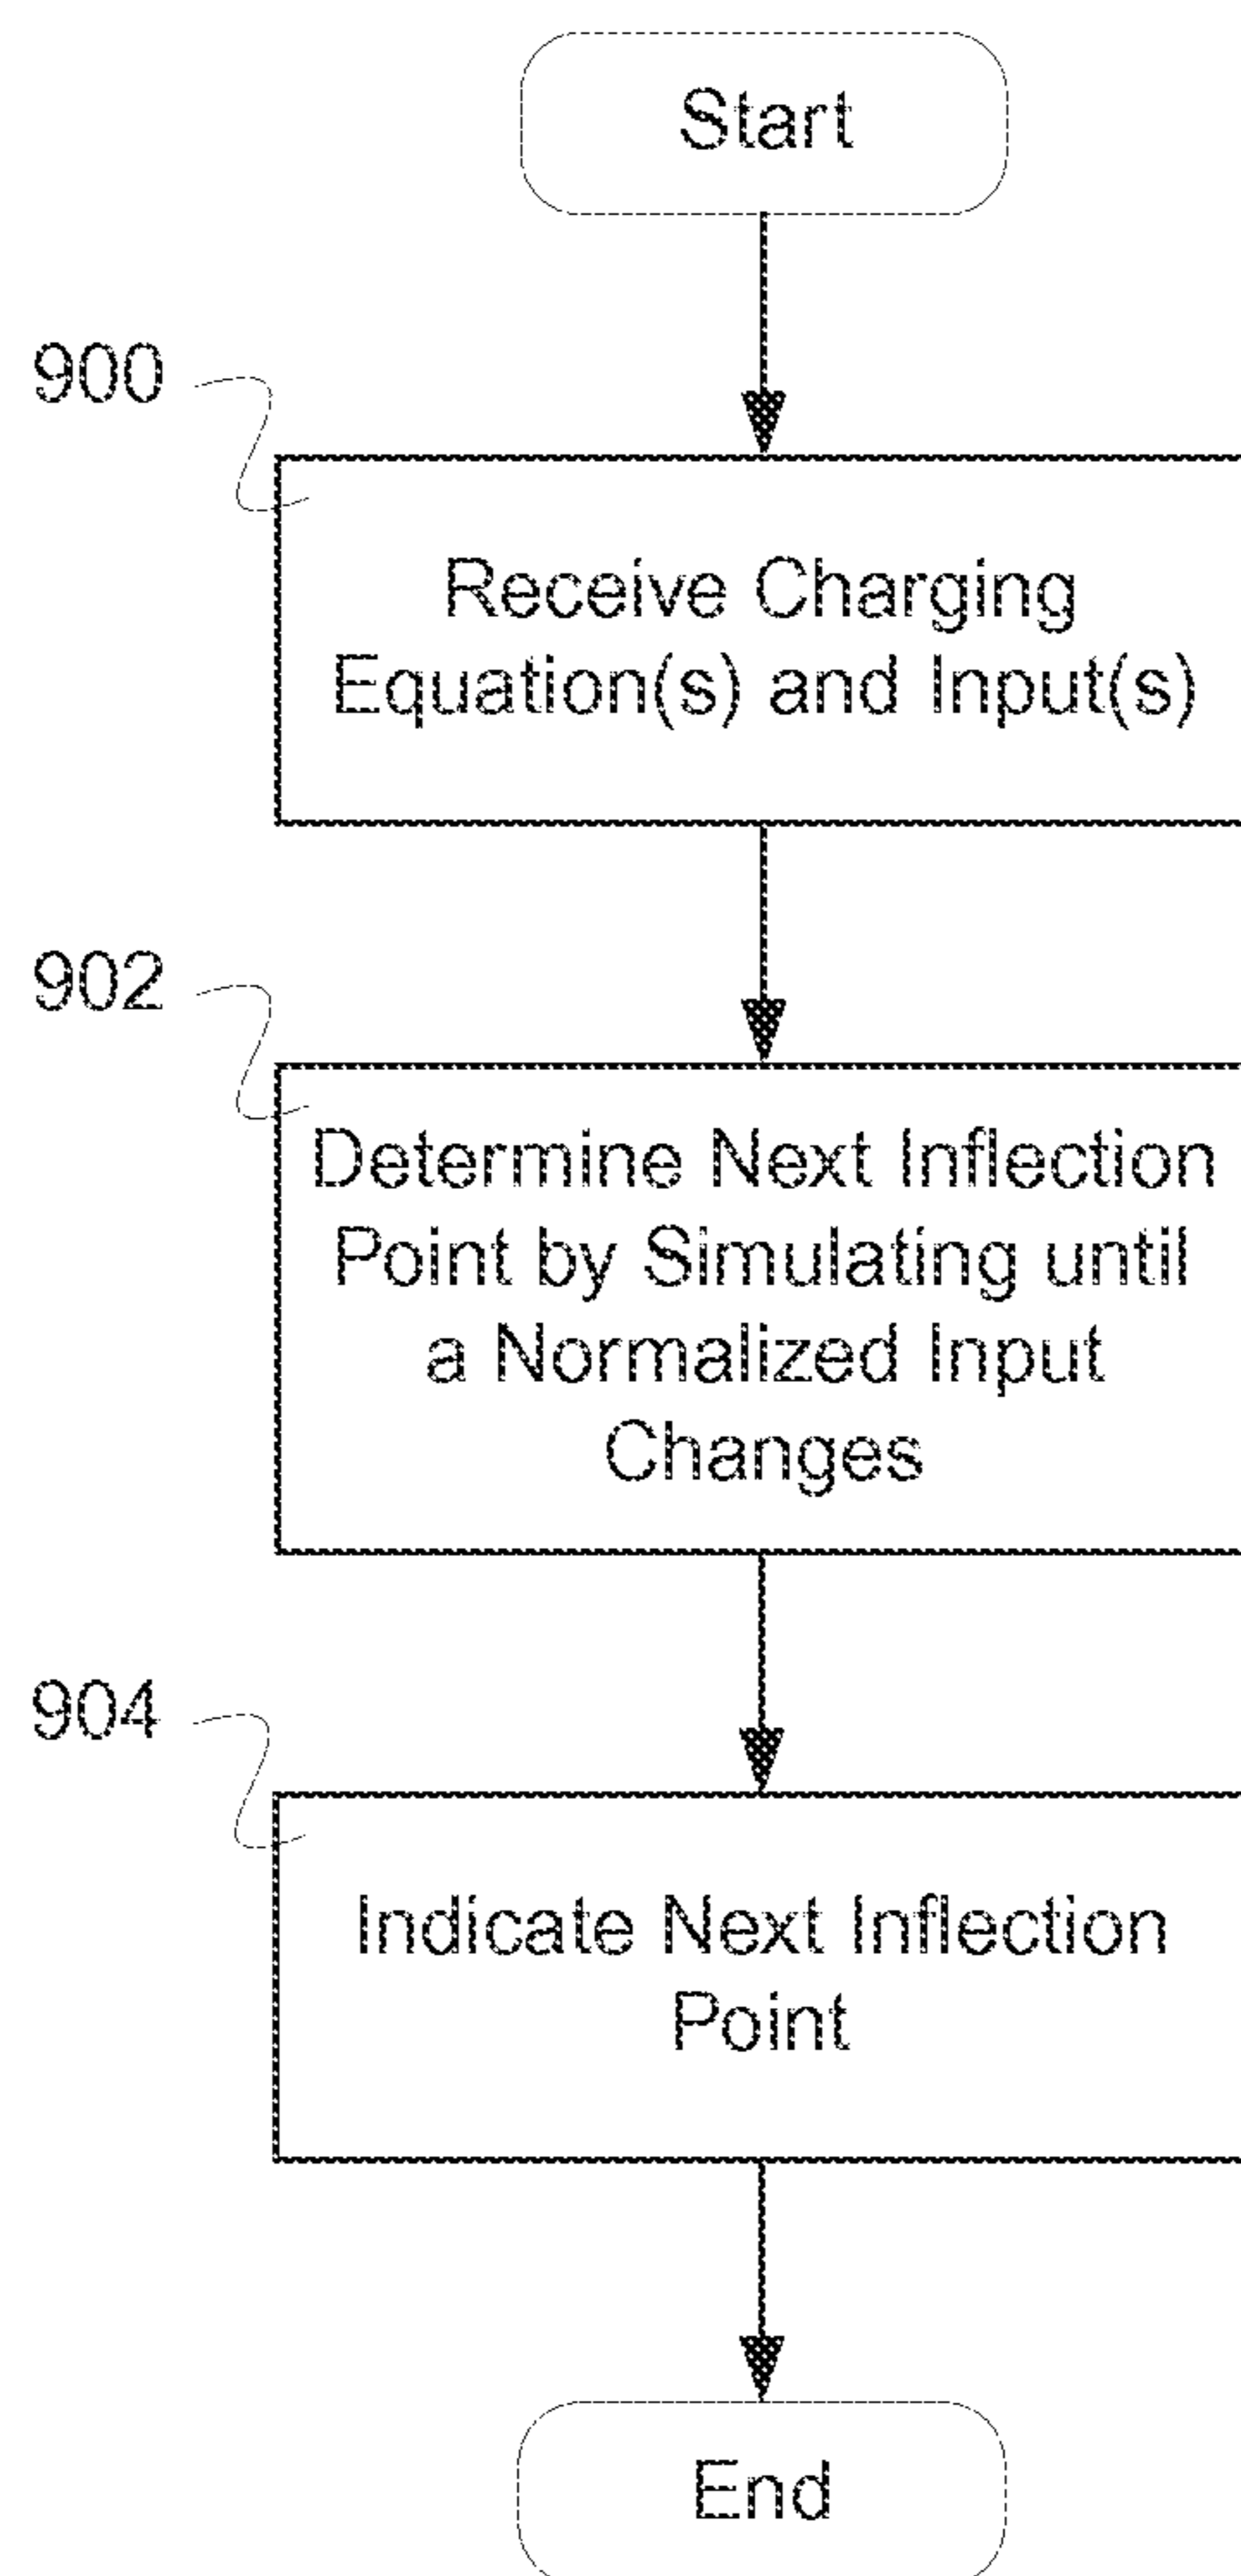 Start
900
Receive Charging
Equation(s) and Input(s)
902
Determine Next Inflection
Point by Simulating until
a Normalized Input
Changes
904
Indicate Next Inflection
Point
End